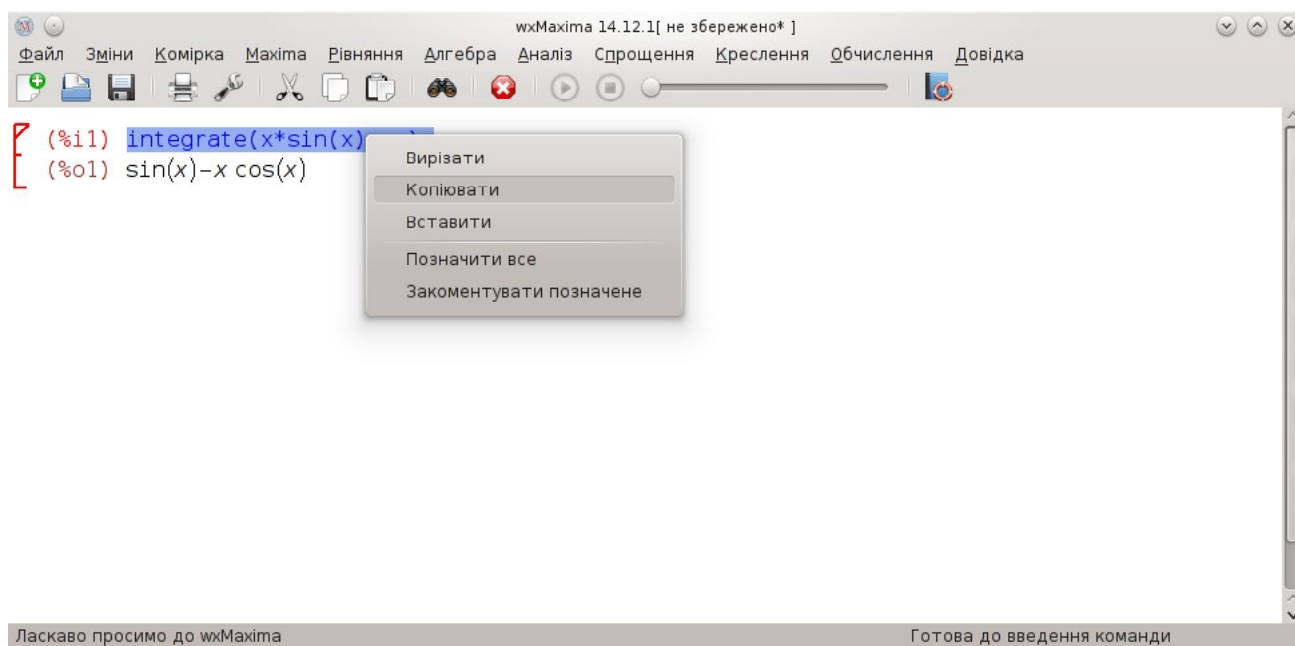 wxMaxima 14.12.1[ не збережено* ]
Файл Зміни Комірка Maxima Рівняння Алгебра Аналіз Спрощення Креслення Обчислення Довідка
(%i1) integrate(x*sin(x)
(%o1) sin(x)–x cos(x)
Вирізати
Копіювати
Вставити
Позначити все
Закоментувати позначене
Ласкаво просимо до wxMaxima Готова до введення команди